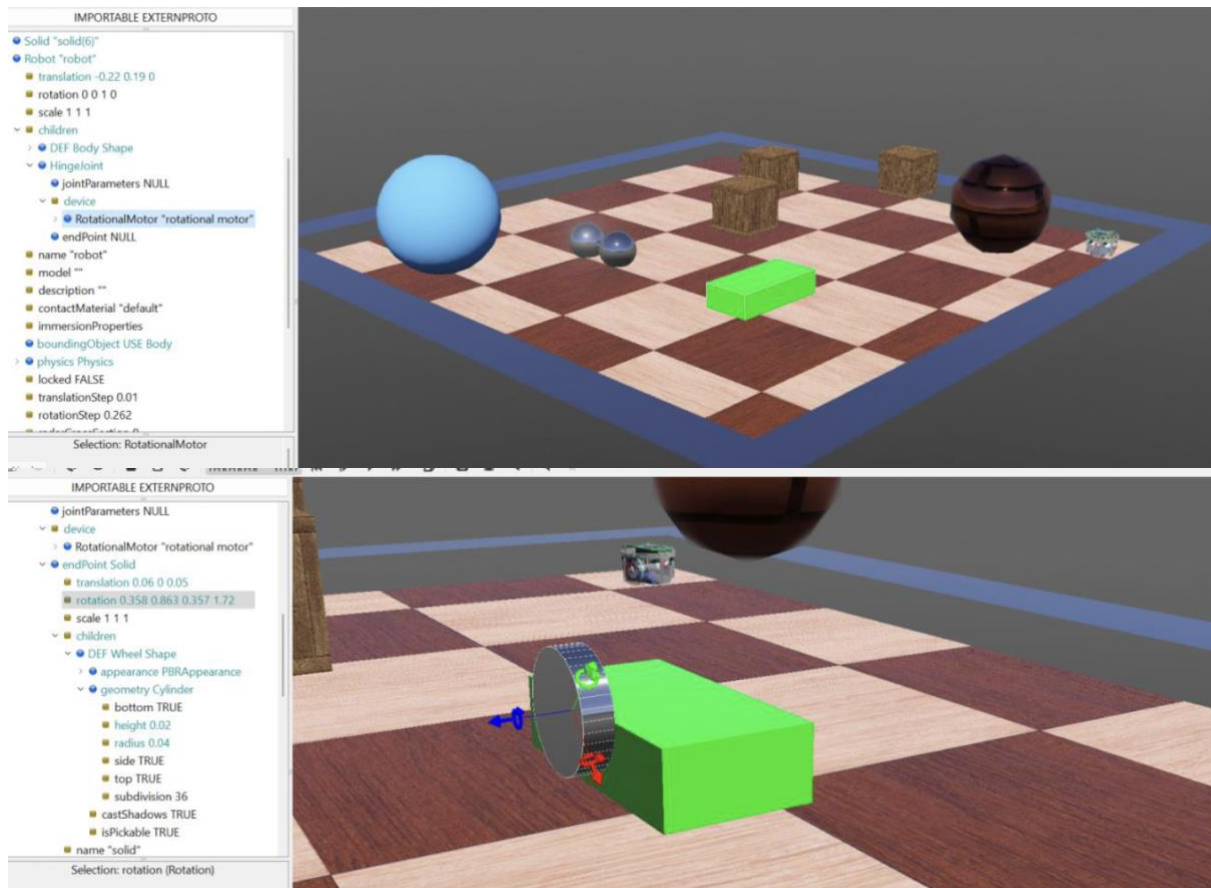 IMPORTABLE EXTERNPROTO
Solid "solid(6)"
Robot "robot"
translation -0.22 0.19 0
rotation 0 0 1 0
scale 1 1 1
children
DEF Body Shape
HingeJoint
jointParameters NULL
device
RotationalMotor "rotational motor"
endPoint NULL
name "robot"
model ""
description ""
contactMaterial "default"
immersionProperties
boundingObject USE Body
physics Physics
locked FALSE
translationStep 0.01
rotationStep 0.262
Selection: RotationalMotor
IMPORTABLE EXTERNPROTO
jointParameters NULL
device
RotationalMotor "rotational motor"
endPoint Solid
translation 0.06 0 0.05
rotation 0.358 0.863 0.357 1.72
scale 1 1 1
children
DEF Wheel Shape
appearance PBRAppearance
geometry Cylinder
bottom TRUE
height 0.02
radius 0.04
side TRUE
top TRUE
subdivision 36
castShadows TRUE
isPickable TRUE
name "solid"
Selection: rotation (Rotation)